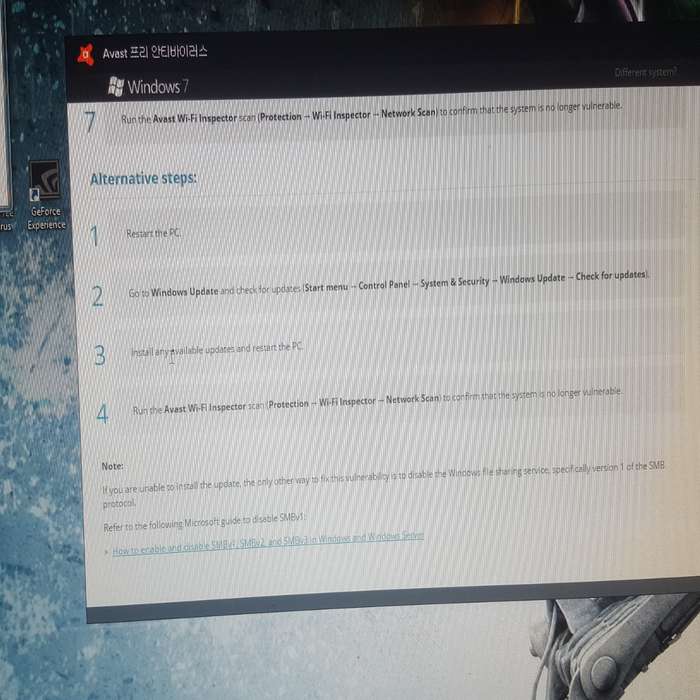 Avast 프리 안티바이러스
Windows 7
Different system?
7
Run the Avast Wi-Fi Inspector scan (Protection → Wi-Fi Inspector → Network Scan) to confirm that the system is no longer vulnerable.
Alternative steps:
1
Restart the PC.
2
Go to Windows Update and check for updates (Start menu → Control Panel → System & Security → Windows Update → Check for updates).
3
Install any available updates and restart the PC.
4
Run the Avast Wi-Fi Inspector scan (Protection → Wi-Fi Inspector → Network Scan) to confirm that the system is no longer vulnerable.
Note:
If you are unable to install the update, the only other way to fix this vulnerability is to disable the Windows file sharing service, specifically version 1 of the SMB
protocol.
Refer to the following Microsoft guide to disable SMBv1:
How to enable and disable SMBv1, SMBv2, and SMBv3 in Windows and Windows Server
GeForce
Experience
rus